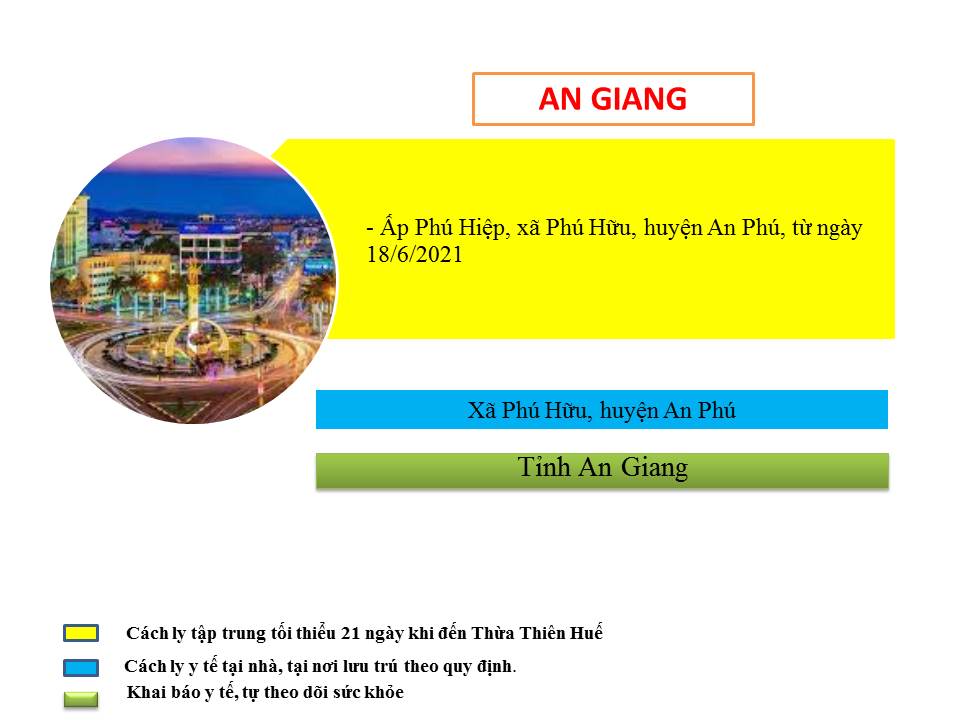 AN GIANG
- Ấp Phú Hiệp, xã Phú Hữu, huyện An Phú, từ ngày
18/6/2021
Xã Phú Hữu, huyện An Phú
Tỉnh An Giang
Cách ly tập trung tối thiểu 21 ngày khi đến Thừa Thiên Huế
Cách ly y tế tại nhà, tại nơi lưu trú theo quy định.
Khai báo y tế, tự theo dõi sức khỏe